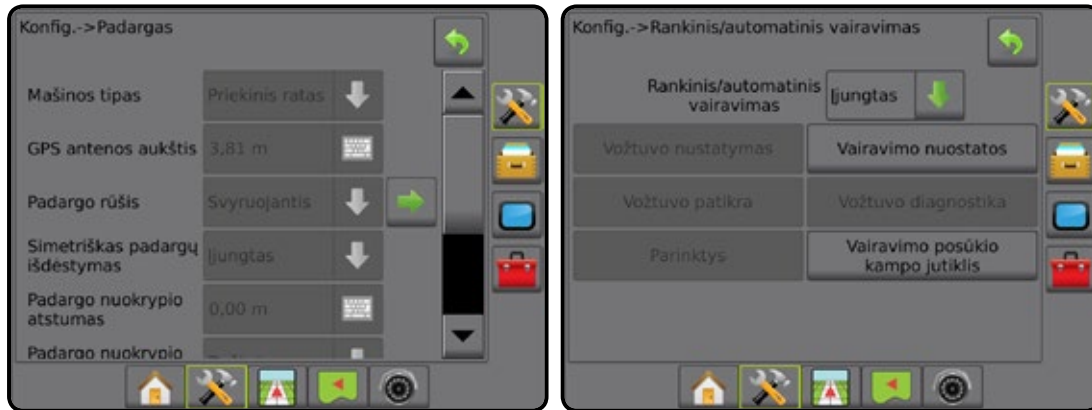 Konfig.->Padargas
Mašinos tipas
Priekinis ratas
GPS antenos aukštis
3,81 m
Padargo rūšis
Svyruojantis
Simetriškas padargų
išdėstymas
Įjungtas
Padargo nuokrypio
atstumas
0,00 m
Padargo nuokrypio
Konfig.->Rankinis/automatinis vairavimas
Rankinis/automatinis
vairavimas
Įjungtas
Vožtuvo nustatymas
Vairavimo nuostatos
Vožtuvo patikra
Vožtuvo diagnostika
Parinktys
Vairavimo posūkio
kampo jutiklis